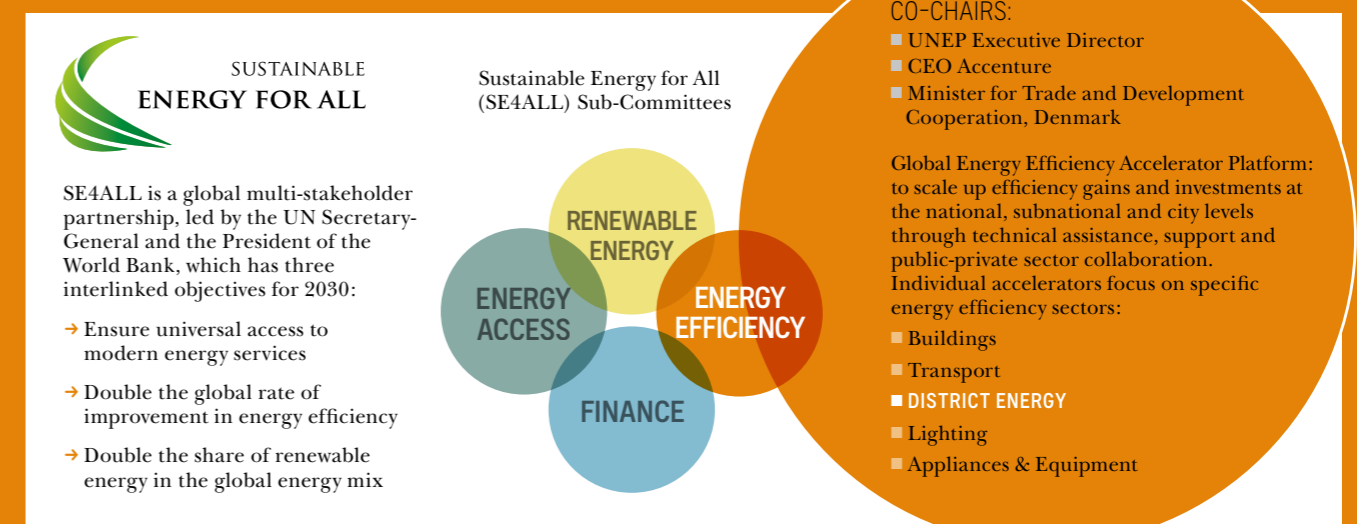 SUSTAINABLE
ENERGY FOR ALL
SE4ALL is a global multi-stakeholder
partnership, led by the UN Secretary-
General and the President of the
World Bank, which has three
interlinked objectives for 2030:
→ Ensure universal access to
modern energy services
→ Double the global rate of
improvement in energy efficiency
→ Double the share of renewable
energy in the global energy mix
Sustainable Energy for All
(SE4ALL) Sub-Committees
RENEWABLE
ENERGY
ENERGY
ACCESS
ENERGY
EFFICIENCY
FINANCE
CO-CHAIRS:
■ UNEP Executive Director
■ CEO Accenture
■ Minister for Trade and Development
Cooperation, Denmark
Global Energy Efficiency Accelerator Platform:
to scale up efficiency gains and investments at
the national, subnational and city levels
through technical assistance, support and
public-private sector collaboration.
Individual accelerators focus on specific
energy efficiency sectors:
■ Buildings
■ Transport
■ DISTRICT ENERGY
■ Lighting
■ Appliances & Equipment